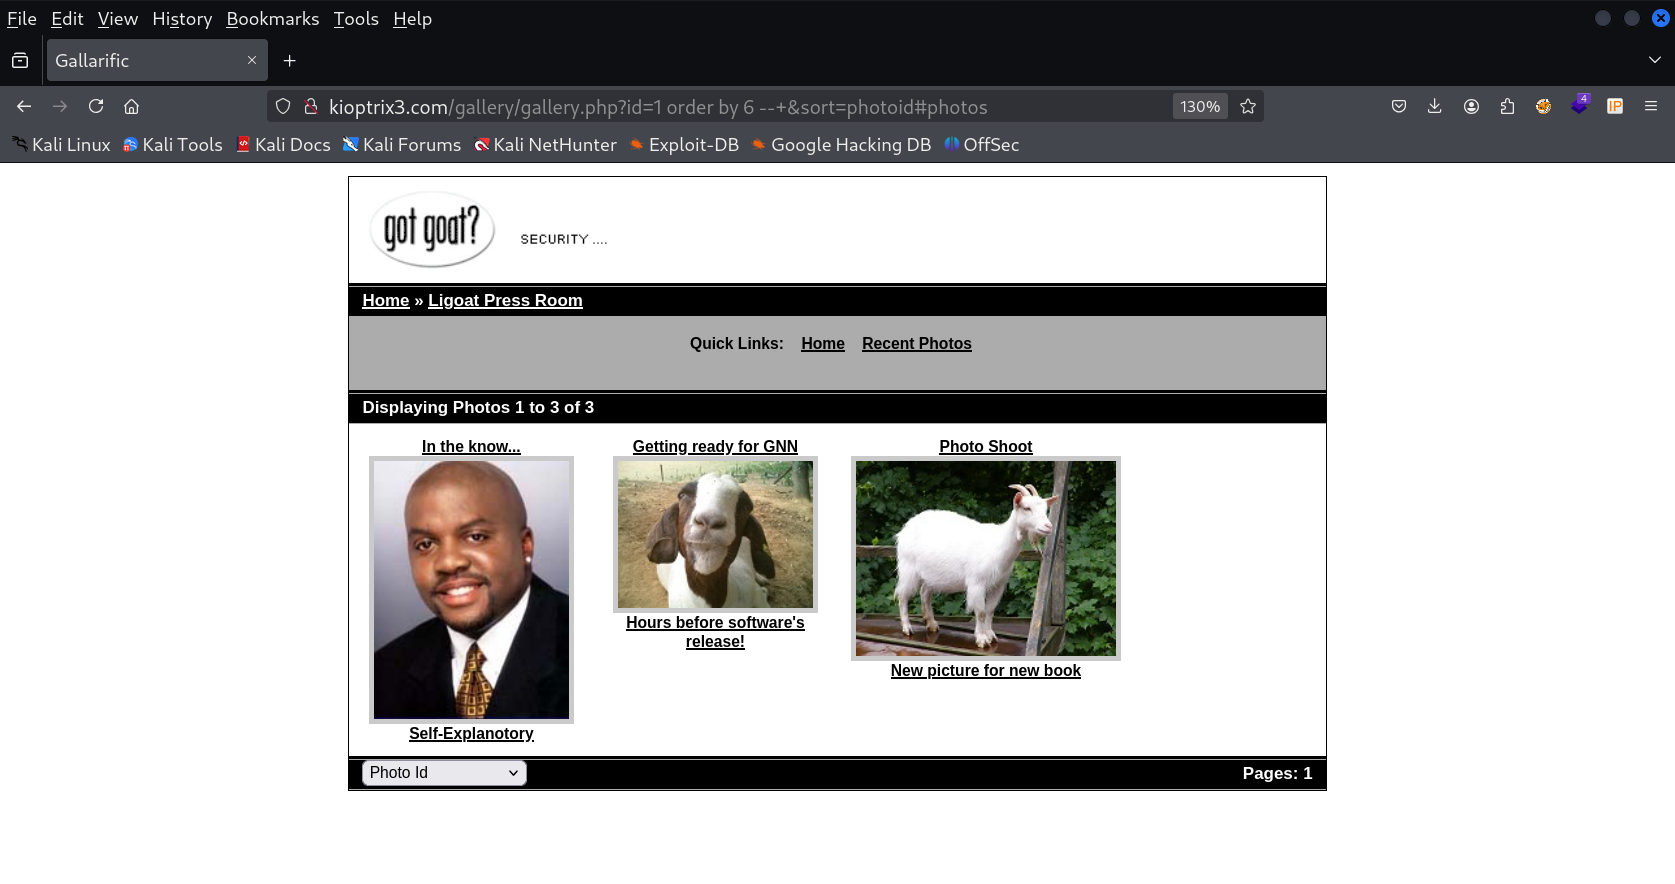 File Edit View History Bookmarks Tools Help
Gallarific
kioptrix3.com/gallery/gallery.php?id=1 order by 6 --+&sort=photoid#photos
130%
4
IP
Kali Linux Kali Tools Kali Docs Kali Forums Kali NetHunter Exploit-DB Google Hacking DB OffSec
got goat?
SECURITY ....
Home » Ligoat Press Room
Quick Links: Home Recent Photos
Displaying Photos 1 to 3 of 3
In the know... Getting ready for GNN Photo Shoot
Hours before software's
release!
New picture for new book
Self-Explanotory
Photo Id Pages: 1